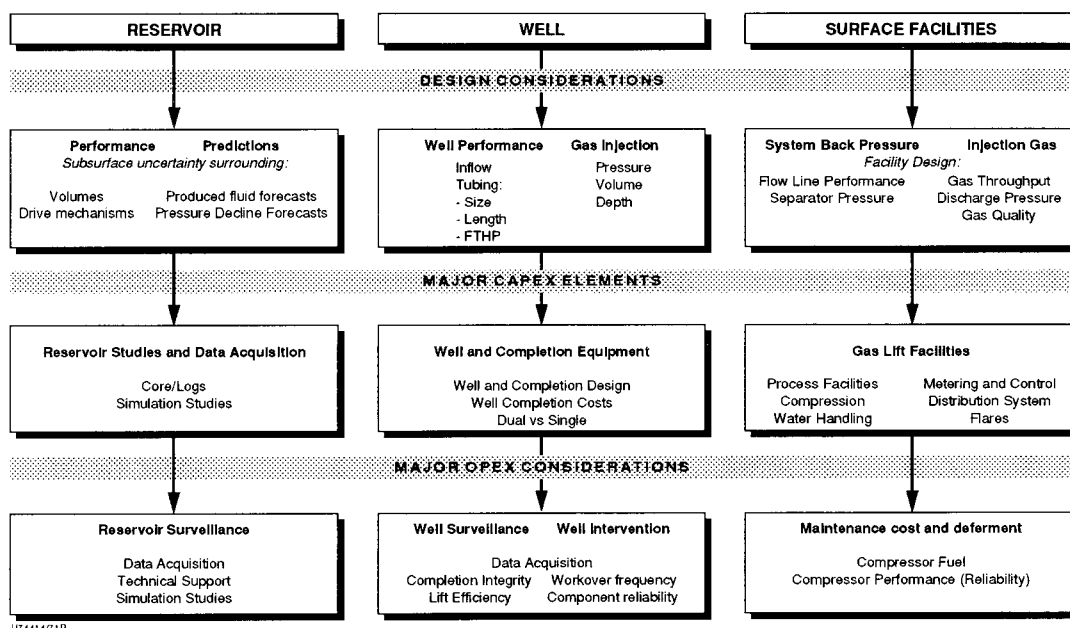 RESERVOIR
WELL
SURFACE FACILITIES
DESIGN CONSIDERATIONS
Performance Predictions
Subsurface uncertainty surrounding:
Volumes Produced fluid forecasts
Drive mechanisms Pressure Decline Forecasts
Well Performance Gas Injection
Inflow Pressure
Tubing: Volume
- Size Depth
- Length
- FTHP
System Back Pressure Injection Gas
Facility Design:
Flow Line Performance Gas Throughput
Separator Pressure Discharge Pressure
Gas Quality
MAJOR CAPEX ELEMENTS
Reservoir Studies and Data Acquisition
Core/Logs
Simulation Studies
Well and Completion Equipment
Well and Completion Design
Well Completion Costs
Dual vs Single
Gas Lift Facilities
Process Facilities Metering and Control
Compression Distribution System
Water Handling Flares
MAJOR OPEX CONSIDERATIONS
Reservoir Surveillance
Data Acquisition
Technical Support
Simulation Studies
Well Surveillance Well Intervention
Data Acquisition
Completion Integrity Workover frequency
Lift Efficiency Component reliability
Maintenance cost and deferment
Compressor Fuel
Compressor Performance (Reliability)